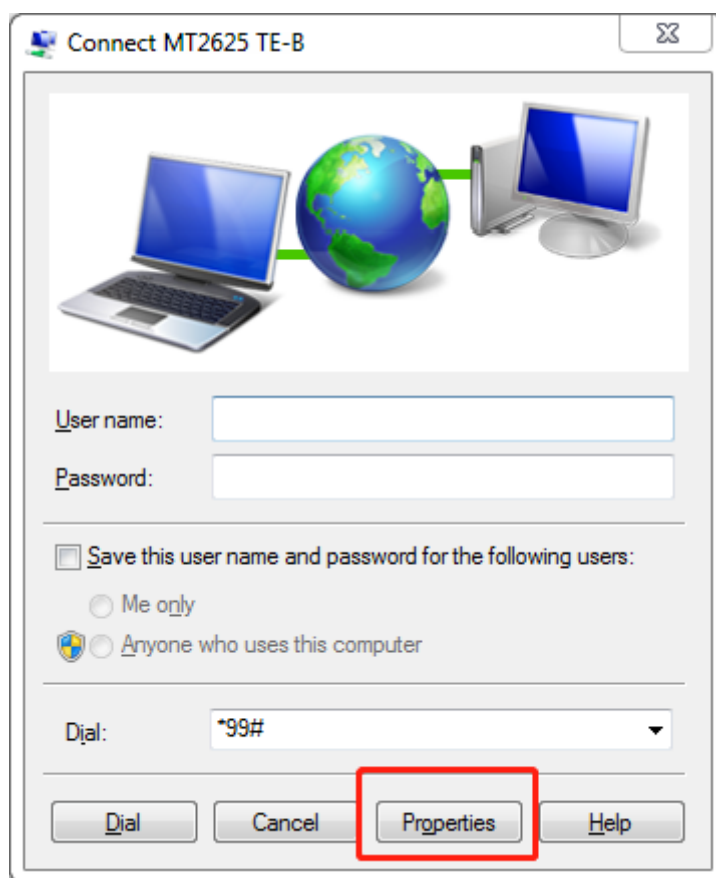 Connect MT2625 TE-B
User name:
Password:
Save this user name and password for the following users:
Me only
Anyone who uses this computer
Dial: *99#
Dial Cancel Properties Help